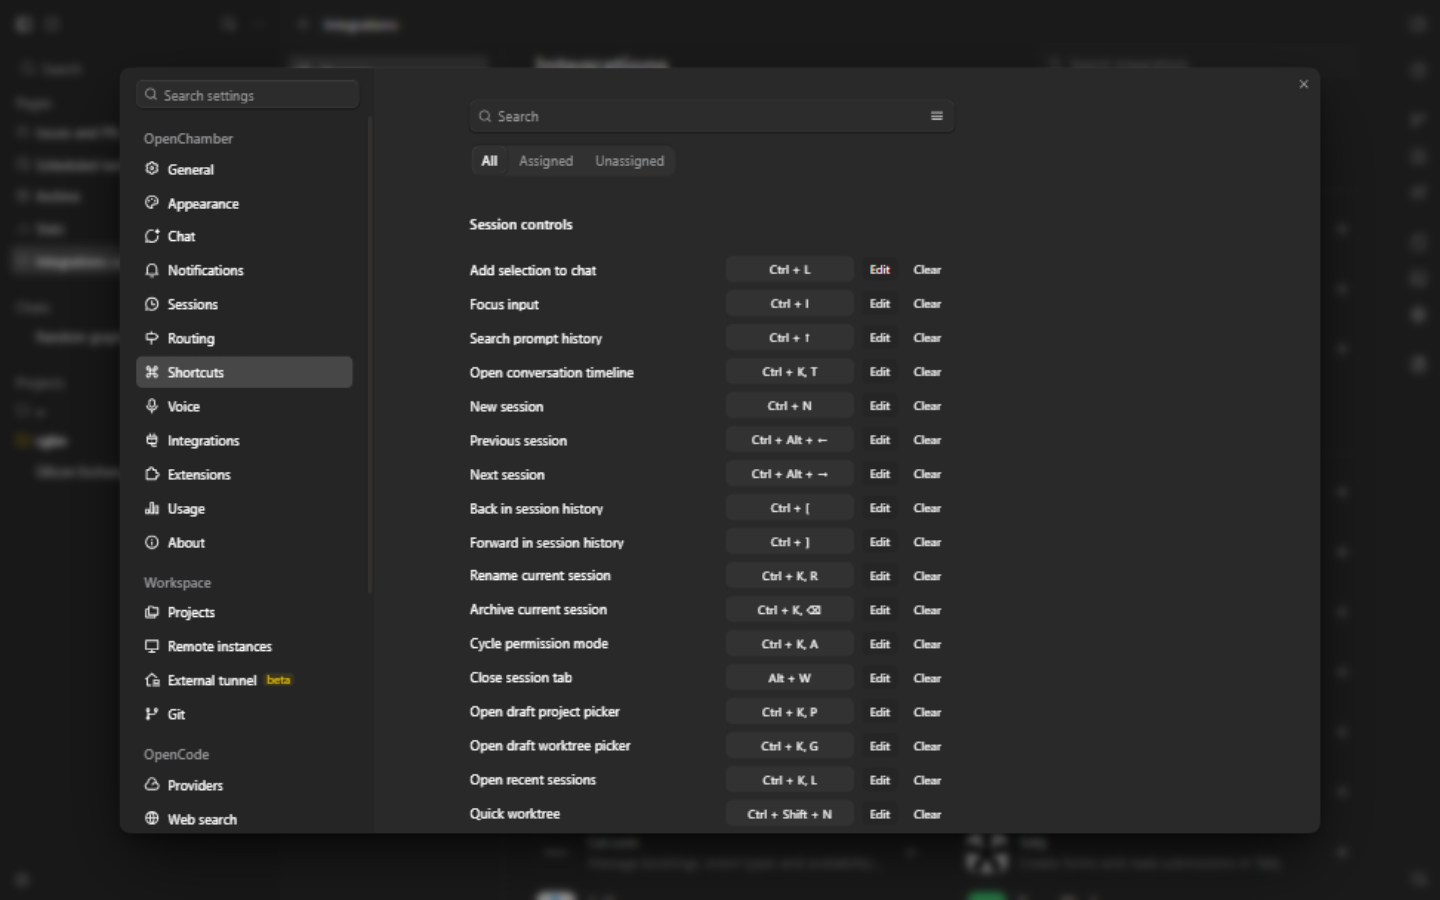 Integrations
Search settings
OpenChamber
General
Appearance
Chat
Notifications
Sessions
Routing
Shortcuts
Voice
Integrations
Extensions
Usage
About
Workspace
Projects
Remote instances
External tunnel beta
Git
OpenCode
Providers
Web search
Search
All Assigned Unassigned
Session controls
Add selection to chat Ctrl + L Edit Clear
Focus input Ctrl + I Edit Clear
Search prompt history Ctrl + ↑ Edit Clear
Open conversation timeline Ctrl + K, T Edit Clear
New session Ctrl + N Edit Clear
Previous session Ctrl + Alt + ← Edit Clear
Next session Ctrl + Alt + → Edit Clear
Back in session history Ctrl + [ Edit Clear
Forward in session history Ctrl + ] Edit Clear
Rename current session Ctrl + K, R Edit Clear
Archive current session Ctrl + K, ⌫ Edit Clear
Cycle permission mode Ctrl + K, A Edit Clear
Close session tab Alt + W Edit Clear
Open draft project picker Ctrl + K, P Edit Clear
Open draft worktree picker Ctrl + K, G Edit Clear
Open recent sessions Ctrl + K, L Edit Clear
Quick worktree Ctrl + Shift + N Edit Clear